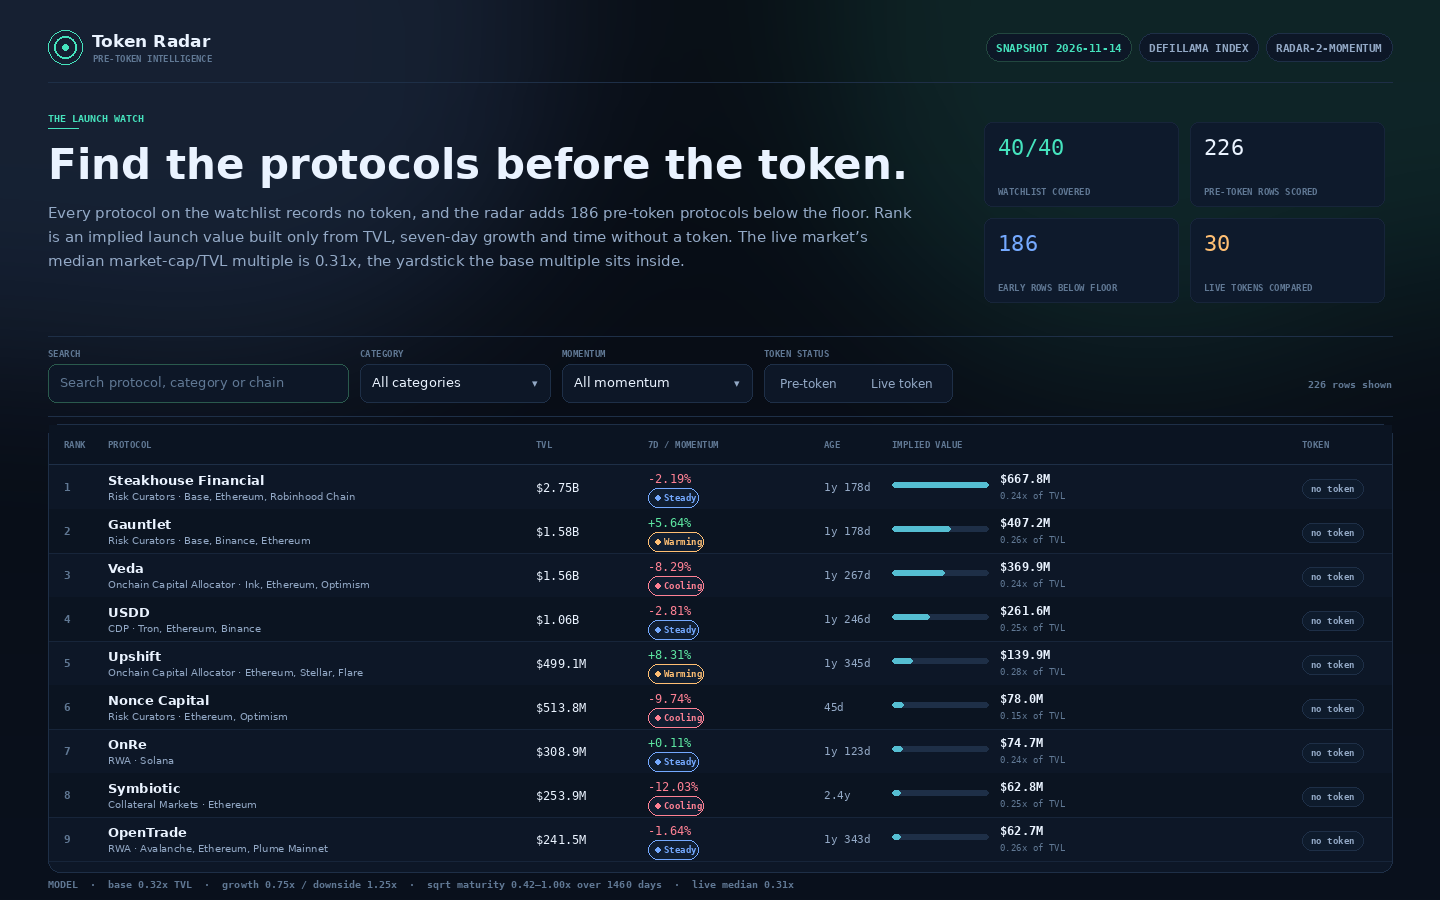 Token Radar
PRE-TOKEN INTELLIGENCE
SNAPSHOT 2026-11-14
DEFILLAMA INDEX
RADAR-2-MOMENTUM
THE LAUNCH WATCH
Find the protocols before the token.
Every protocol on the watchlist records no token, and the radar adds 186 pre-token protocols below the floor. Rank
is an implied launch value built only from TVL, seven-day growth and time without a token. The live market’s
median market-cap/TVL multiple is 0.31x, the yardstick the base multiple sits inside.
40/40
WATCHLIST COVERED
226
PRE-TOKEN ROWS SCORED
186
EARLY ROWS BELOW FLOOR
30
LIVE TOKENS COMPARED
SEARCH
CATEGORY
MOMENTUM
TOKEN STATUS
Search protocol, category or chain
All categories ▾
All momentum ▾
Pre-token
Live token
226 rows shown
RANK PROTOCOL TVL 7D / MOMENTUM AGE IMPLIED VALUE TOKEN
1 Steakhouse Financial $2.75B -2.19% 1y 178d $667.8M no token
Risk Curators · Base, Ethereum, Robinhood Chain ◆ Steady 0.24x of TVL
2 Gauntlet $1.58B +5.64% 1y 178d $407.2M no token
Risk Curators · Base, Binance, Ethereum ◆ Warming 0.26x of TVL
3 Veda $1.56B -8.29% 1y 267d $369.9M no token
Onchain Capital Allocator · Ink, Ethereum, Optimism ◆ Cooling 0.24x of TVL
4 USDD $1.06B -2.81% 1y 246d $261.6M no token
CDP · Tron, Ethereum, Binance ◆ Steady 0.25x of TVL
5 Upshift $499.1M +8.31% 1y 345d $139.9M no token
Onchain Capital Allocator · Ethereum, Stellar, Flare ◆ Warming 0.28x of TVL
6 Nonce Capital $513.8M -9.74% 45d $78.0M no token
Risk Curators · Ethereum, Optimism ◆ Cooling 0.15x of TVL
7 OnRe $308.9M +0.11% 1y 123d $74.7M no token
RWA · Solana ◆ Steady 0.24x of TVL
8 Symbiotic $253.9M -12.03% 2.4y $62.8M no token
Collateral Markets · Ethereum ◆ Cooling 0.25x of TVL
9 OpenTrade $241.5M -1.64% 1y 343d $62.7M no token
RWA · Avalanche, Ethereum, Plume Mainnet ◆ Steady 0.26x of TVL
MODEL · base 0.32x TVL · growth 0.75x / downside 1.25x · sqrt maturity 0.42–1.00x over 1460 days · live median 0.31x